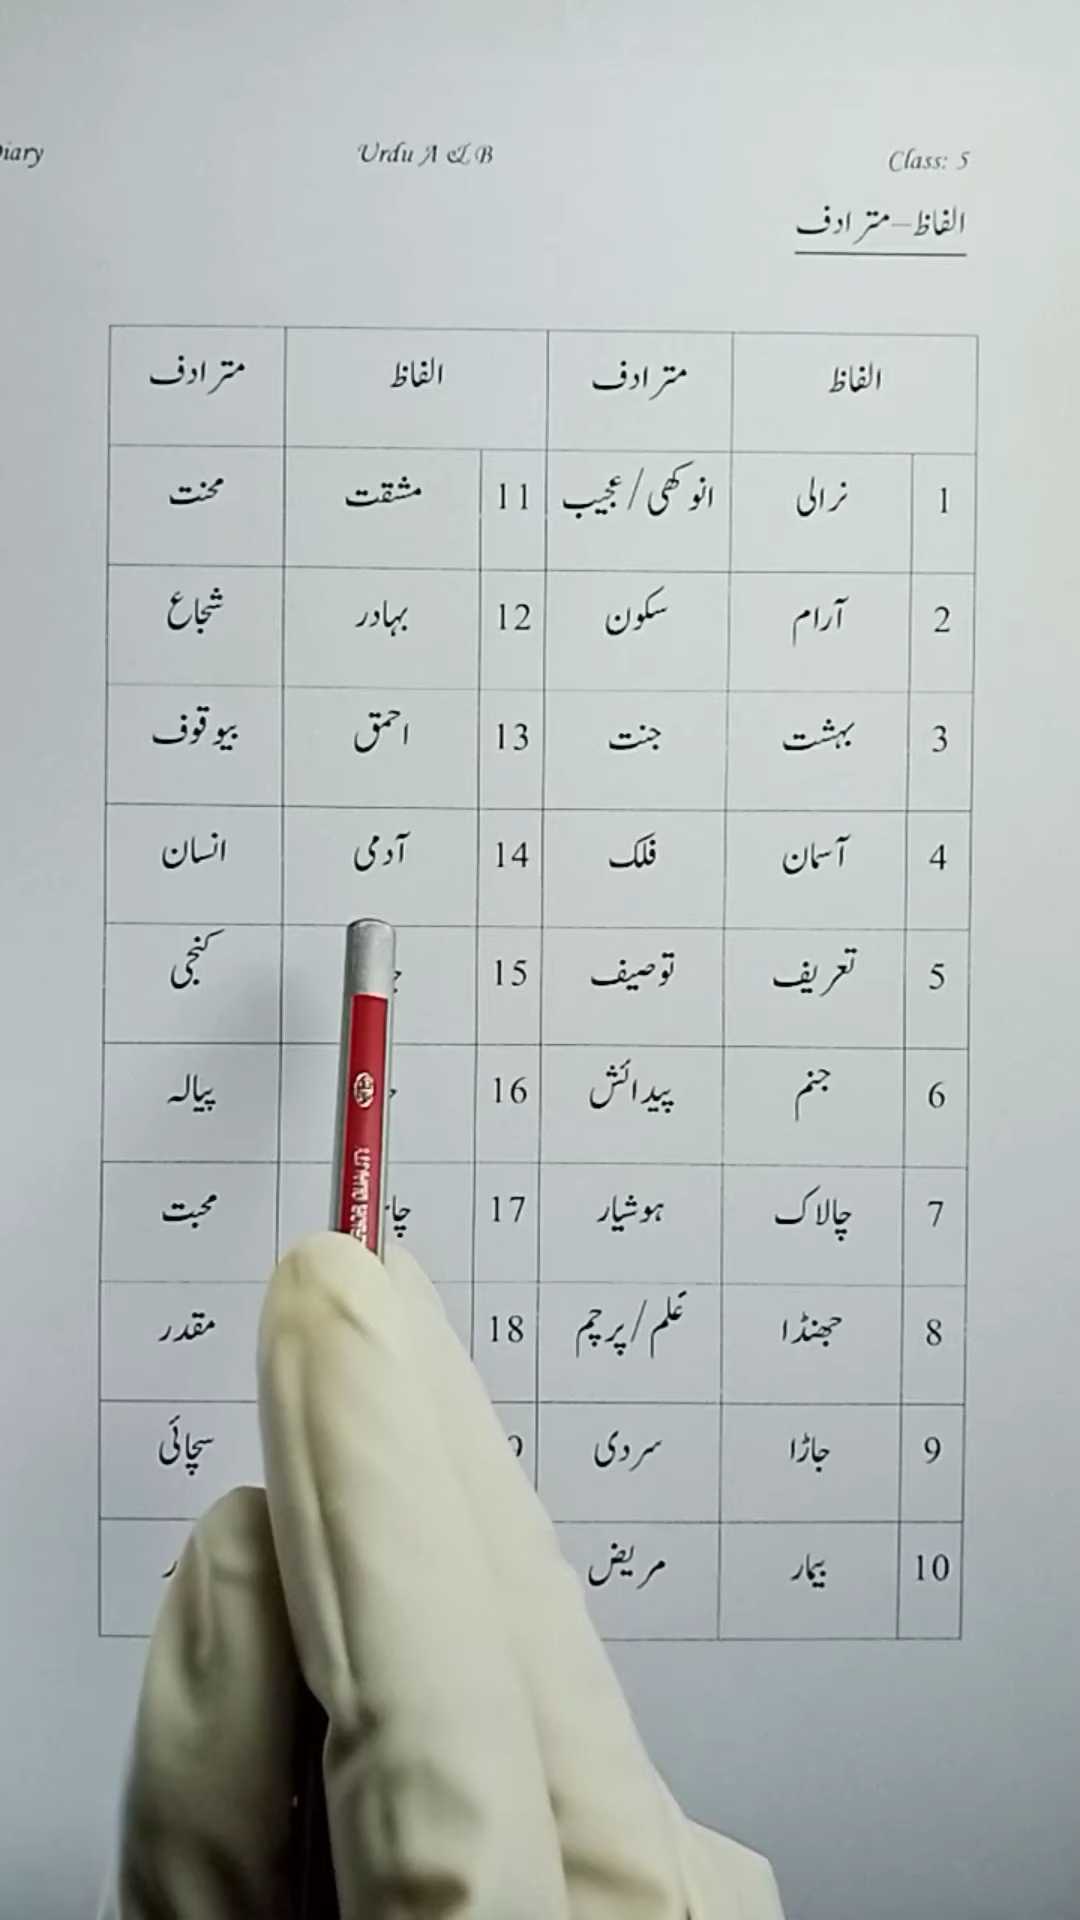 Diary Urdu A & B Class: 5
الفاظ–مترادف
الفاظ مترادف الفاظ مترادف
1 نرالی انوکھی/عجیب 11 مشقت محنت
2 آرام سکون 12 بہادر شجاع
3 بہشت جنت 13 احمق بیوقوف
4 آسمان فلک 14 آدمی انسان
5 تعریف توصیف 15 کنجی
6 جنم پیدائش 16 پیالہ
7 چالاک ہوشیار 17 محبت
8 جھنڈا عَلم/پرچم 18 مقدر
9 جاڑا سردی سچائی
10 بیمار مریض